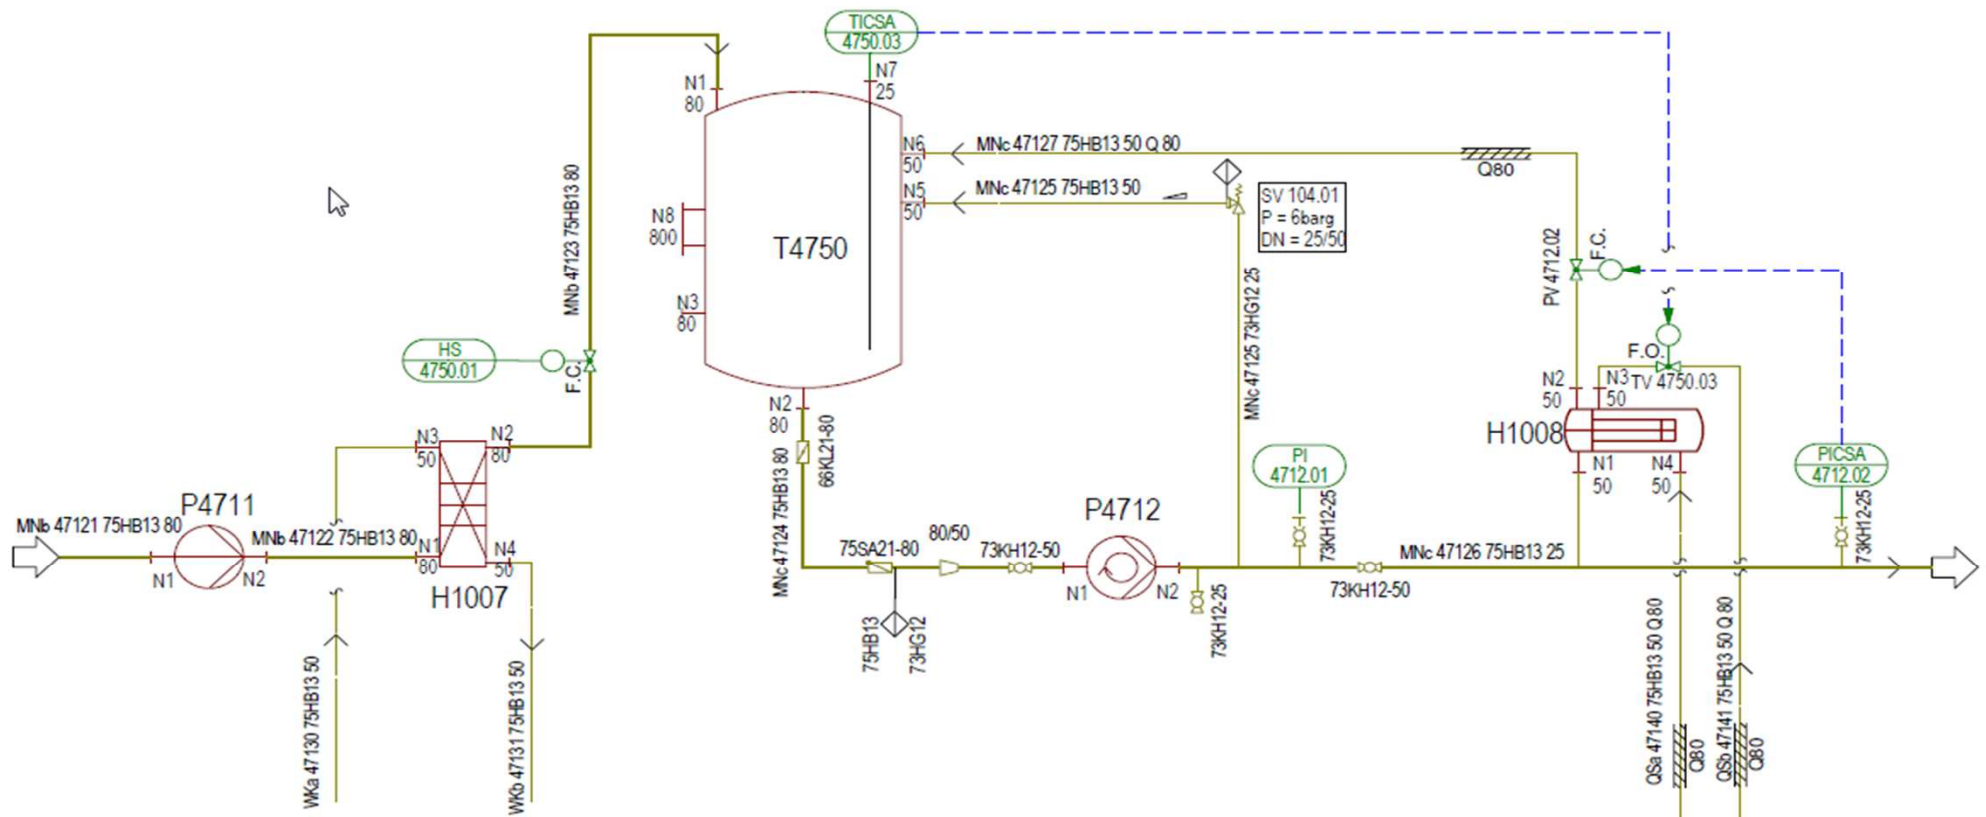 TICSA
4750.03
N7
25
N1
80
N6
50
MNc 47127 75HB13 50 Q 80
Q80
N5
50
MNc 47125 75HB13 50
SV 104.01
P = 6barg
DN = 25/50
MNb 47123 75HB13 80
N8
800
T4750
N3
80
PV 4712.02
F.C.
MNc 47125 73HG12 25
HS
4750.01
F.C.
F.O.
TV 4750.03
N2
50
N3
50
H1008
N1
50
N4
50
N2
80
66KL21-80
MNc 47124 75HB13 80
PI
4712.01
73KH12-25
PICSA
4712.02
73KH12-25
N3
50
N2
80
P4711
MNb 47121 75HB13 80
N1
N2
MNb 47122 75HB13 80
N1
80
N4
50
H1007
75SA21-80
80/50
73KH12-50
P4712
N1
N2
73KH12-25
MNc 47126 75HB13 25
73KH12-50
75HB13
73HG12
WKa 47130 75HB13 50
WKb 47131 75HB13 50
QSa 47140 75HB13 50 Q 80
Q80
QSb 47141 75HB13 50 Q 80
Q80